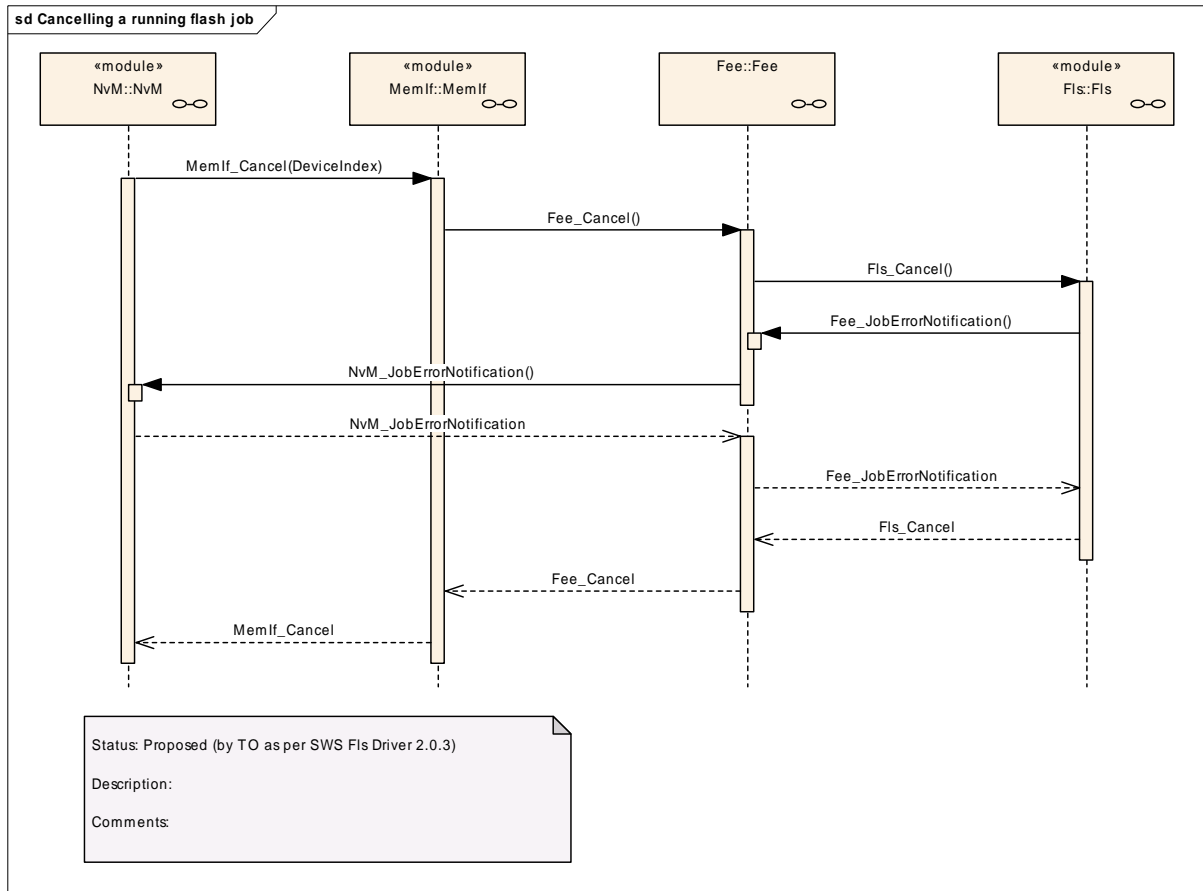 sd Cancelling a running flash job
«module»
NvM::NvM
«module»
MemIf::MemIf
Fee::Fee
«module»
Fls::Fls
MemIf_Cancel(DeviceIndex)
Fee_Cancel()
Fls_Cancel()
Fee_JobErrorNotification()
NvM_JobErrorNotification()
NvM_JobErrorNotification
Fee_JobErrorNotification
Fls_Cancel
Fee_Cancel
MemIf_Cancel
Status: Proposed (by TO as per SWS Fls Driver 2.0.3)
Description:
Comments: